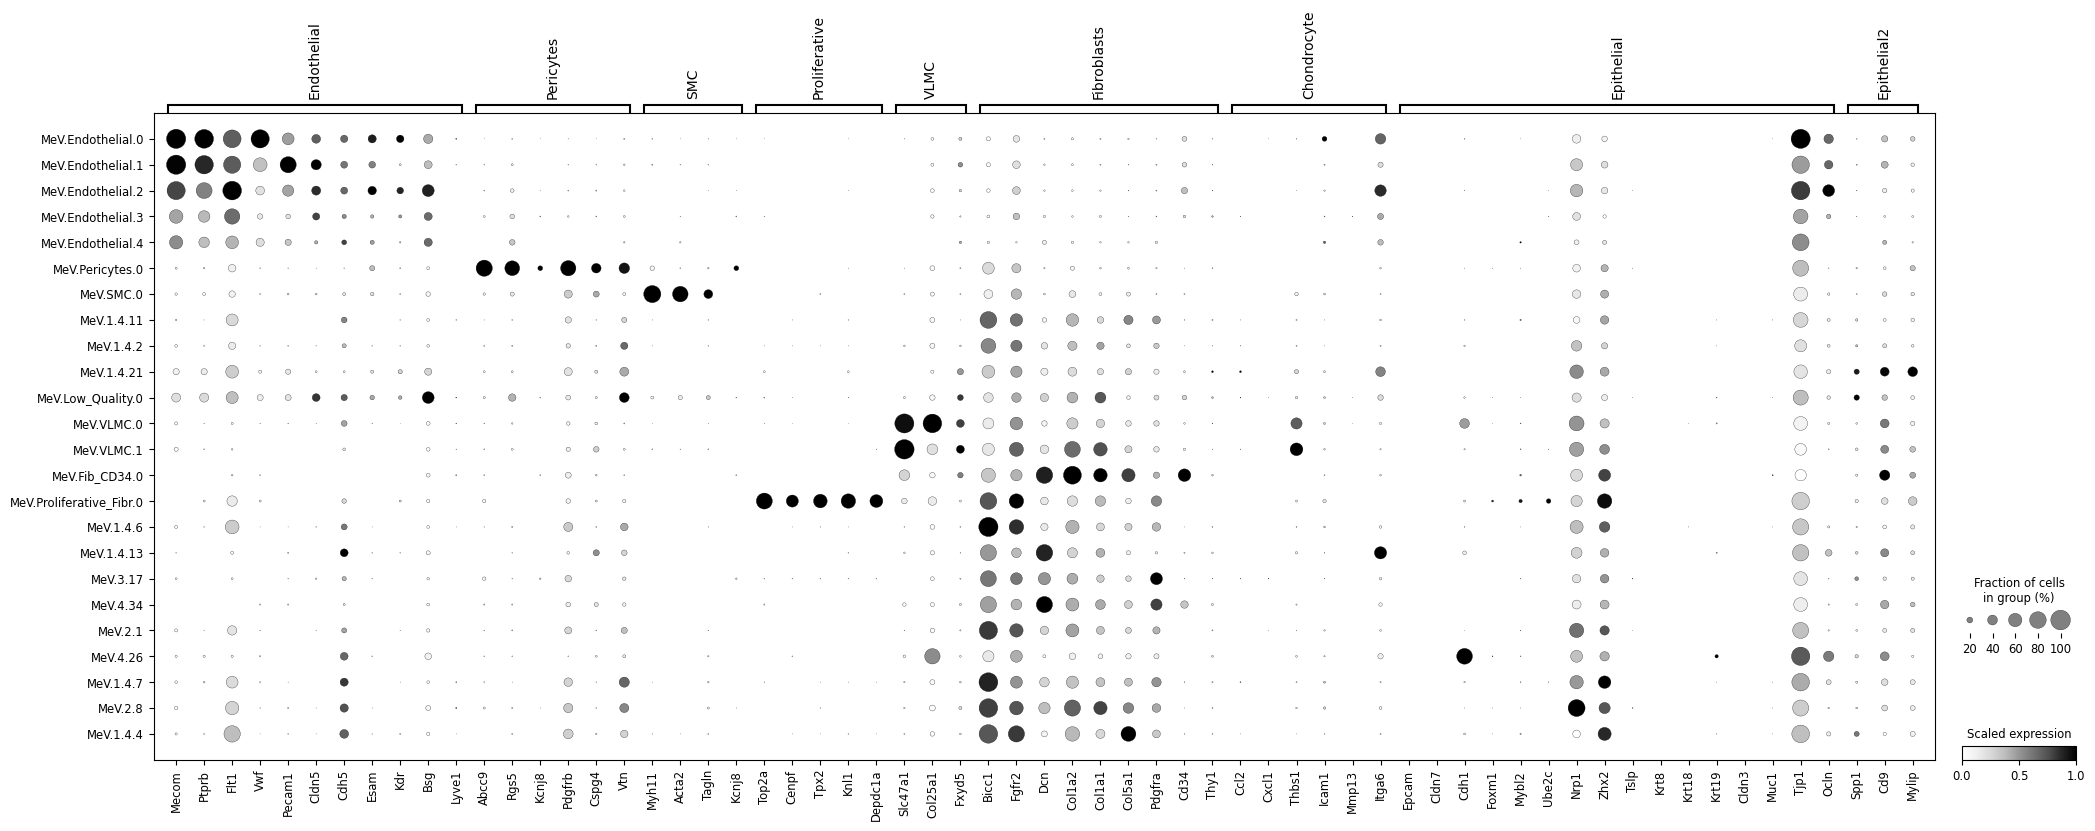 Endothelial
Pericytes
SMC
Proliferative
VLMC
Fibroblasts
Chondrocyte
Epithelial
Epithelial2
MeV.Endothelial.0
MeV.Endothelial.1
MeV.Endothelial.2
MeV.Endothelial.3
MeV.Endothelial.4
MeV.Pericytes.0
MeV.SMC.0
MeV.1.4.11
MeV.1.4.2
MeV.1.4.21
MeV.Low_Quality.0
MeV.VLMC.0
MeV.VLMC.1
MeV.Fib_CD34.0
MeV.Proliferative_Fibr.0
MeV.1.4.6
MeV.1.4.13
MeV.3.17
MeV.4.34
MeV.2.1
MeV.4.26
MeV.1.4.7
MeV.2.8
MeV.1.4.4
Mecom
Ptprb
Flt1
Vwf
Pecam1
Cldn5
Cdh5
Esam
Kdr
Bsg
Lyve1
Abcc9
Rgs5
Kcnj8
Pdgfrb
Cspg4
Vtn
Myh11
Acta2
Tagln
Kcnj8
Top2a
Cenpf
Tpx2
Knl1
Depdc1a
Slc47a1
Col25a1
Fxyd5
Bicc1
Fgfr2
Dcn
Col1a2
Col1a1
Col5a1
Pdgfra
Cd34
Thy1
Ccl2
Cxcl1
Thbs1
Icam1
Mmp13
Itga6
Epcam
Cldn7
Cdh1
Foxm1
Mybl2
Ube2c
Nrp1
Zhx2
Tslp
Krt8
Krt18
Krt19
Cldn3
Muc1
Tjp1
Ocln
Spp1
Cd9
Mylip
Fraction of cells
in group (%)
20 40 60 80 100
Scaled expression
0.0 0.5 1.0